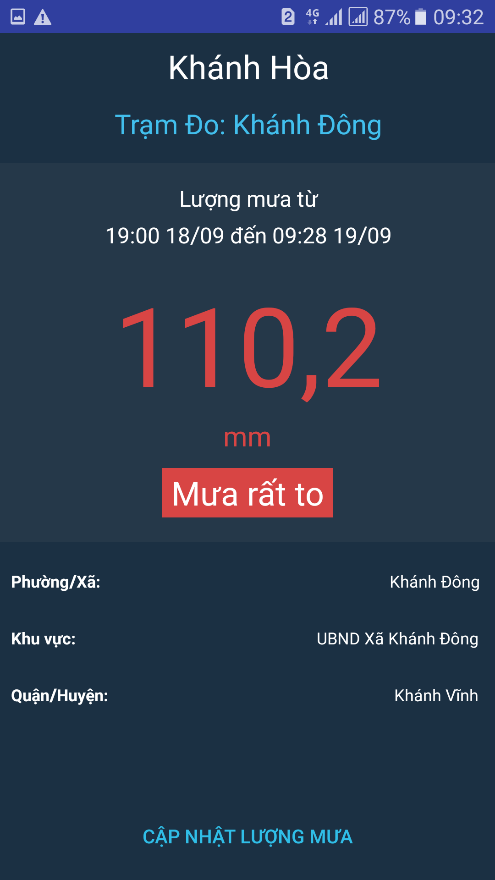 2 4G 87% 09:32
Khánh Hòa
Trạm Đo: Khánh Đông
Lượng mưa từ
19:00 18/09 đến 09:28 19/09
110,2
mm
Mưa rất to
Phường/Xã: Khánh Đông
Khu vực: UBND Xã Khánh Đông
Quận/Huyện: Khánh Vĩnh
CẬP NHẬT LƯỢNG MƯA